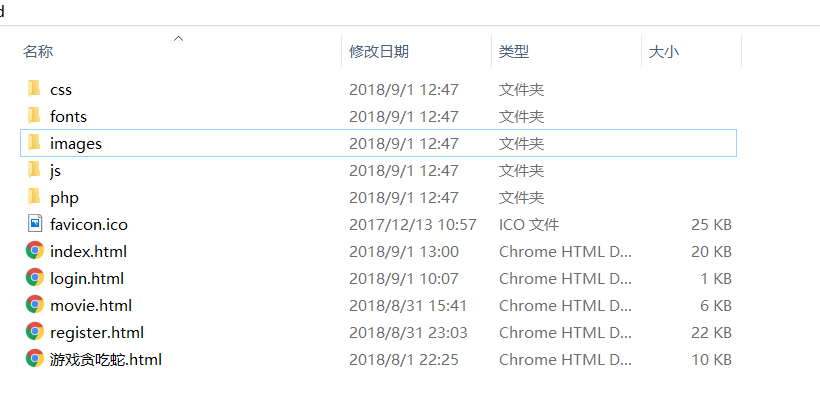 d
名称 修改日期 类型 大小
css 2018/9/1 12:47 文件夹
fonts 2018/9/1 12:47 文件夹
images 2018/9/1 12:47 文件夹
js 2018/9/1 12:47 文件夹
php 2018/9/1 12:47 文件夹
favicon.ico 2017/12/13 10:57 ICO 文件 25 KB
index.html 2018/9/1 13:00 Chrome HTML D... 20 KB
login.html 2018/9/1 10:07 Chrome HTML D... 1 KB
movie.html 2018/8/31 15:41 Chrome HTML D... 6 KB
register.html 2018/8/31 23:03 Chrome HTML D... 22 KB
游戏贪吃蛇.html 2018/8/1 22:25 Chrome HTML D... 10 KB